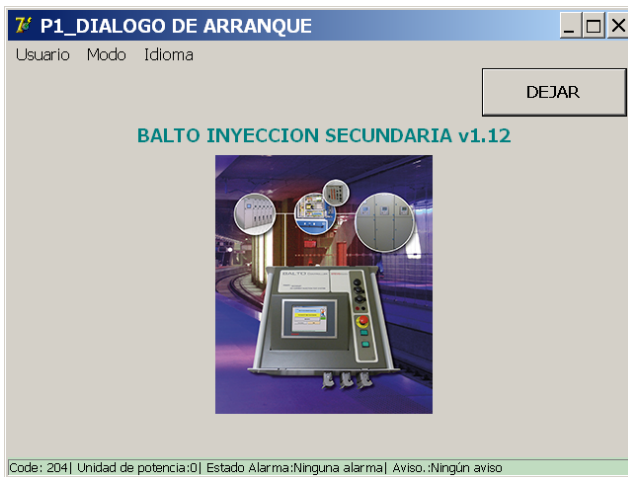 P1_DIALOGO DE ARRANQUE
Usuario Modo Idioma
DEJAR
BALTO INYECCION SECUNDARIA v1.12
BALTO
Code: 204| Unidad de potencia:0| Estado Alarma:Ninguna alarma| Aviso.:Ningún aviso